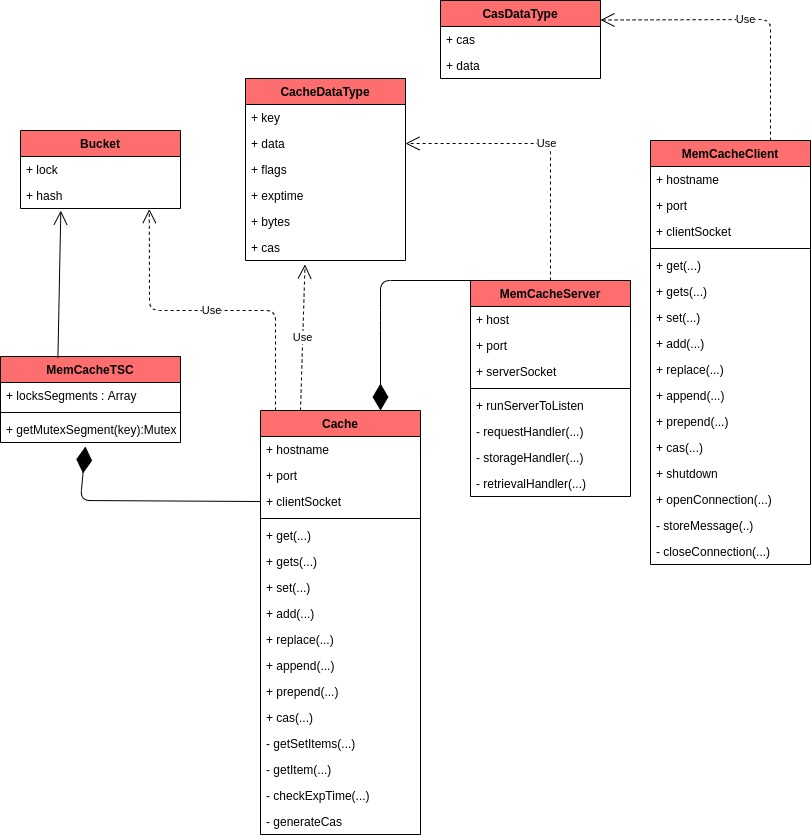 CasDataType
+ cas
+ data
Use
CacheDataType
+ key
+ data
+ flags
+ exptime
+ bytes
+ cas
Use
Bucket
+ lock
+ hash
MemCacheClient
+ hostname
+ port
+ clientSocket
+ get(...)
+ gets(...)
+ set(...)
+ add(...)
+ replace(...)
+ append(...)
+ prepend(...)
+ cas(...)
+ shutdown
+ openConnection(...)
- storeMessage(..)
- closeConnection(...)
Use
Use
MemCacheServer
+ host
+ port
+ serverSocket
+ runServerToListen
- requestHandler(...)
- storageHandler(...)
- retrievalHandler(...)
MemCacheTSC
+ locksSegments : Array
+ getMutexSegment(key):Mutex
Cache
+ hostname
+ port
+ clientSocket
+ get(...)
+ gets(...)
+ set(...)
+ add(...)
+ replace(...)
+ append(...)
+ prepend(...)
+ cas(...)
- getSetItems(...)
- getItem(...)
- checkExpTime(...)
- generateCas